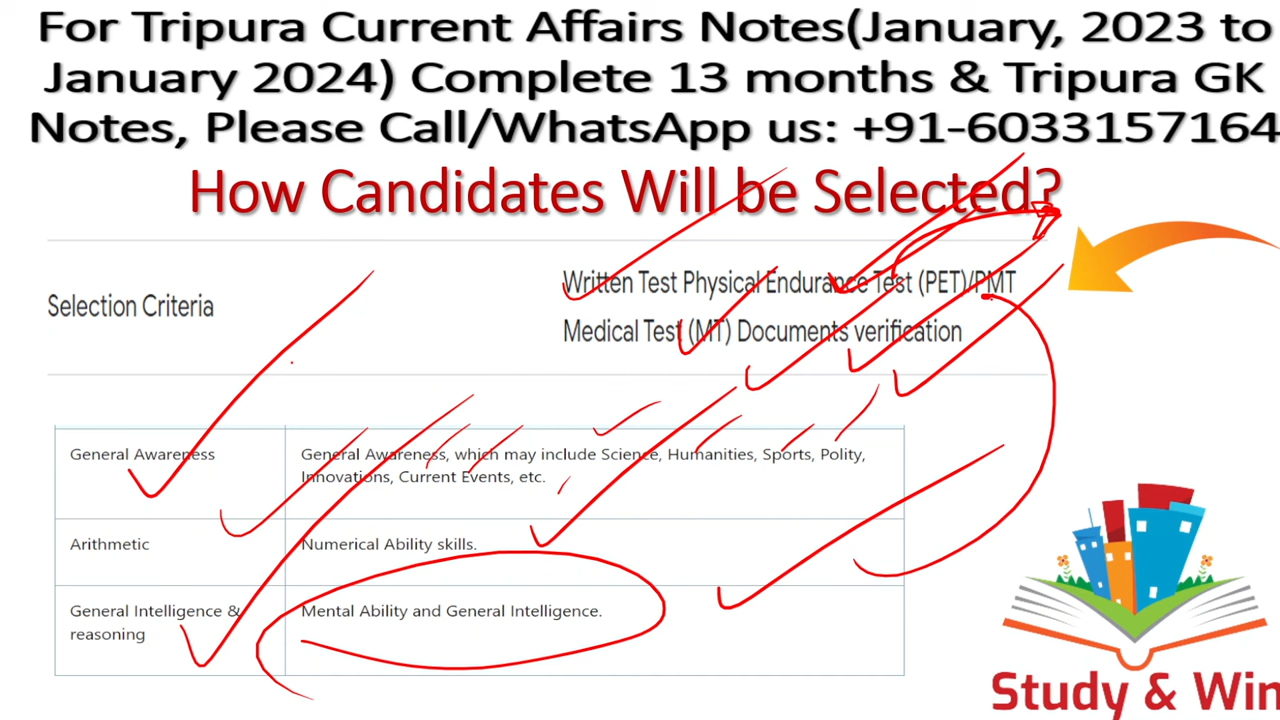 For Tripura Current Affairs Notes(January, 2023 to
January 2024) Complete 13 months & Tripura GK
Notes, Please Call/WhatsApp us: +91-6033157164
How Candidates Will be Selected?
Selection Criteria
Written Test Physical Endurance Test (PET)/PMT
Medical Test (MT) Documents verification
General Awareness
General Awareness, which may include Science, Humanities, Sports, Polity,
Innovations, Current Events, etc.
Arithmetic
Numerical Ability skills.
General Intelligence &
reasoning
Mental Ability and General Intelligence.
Study & Win